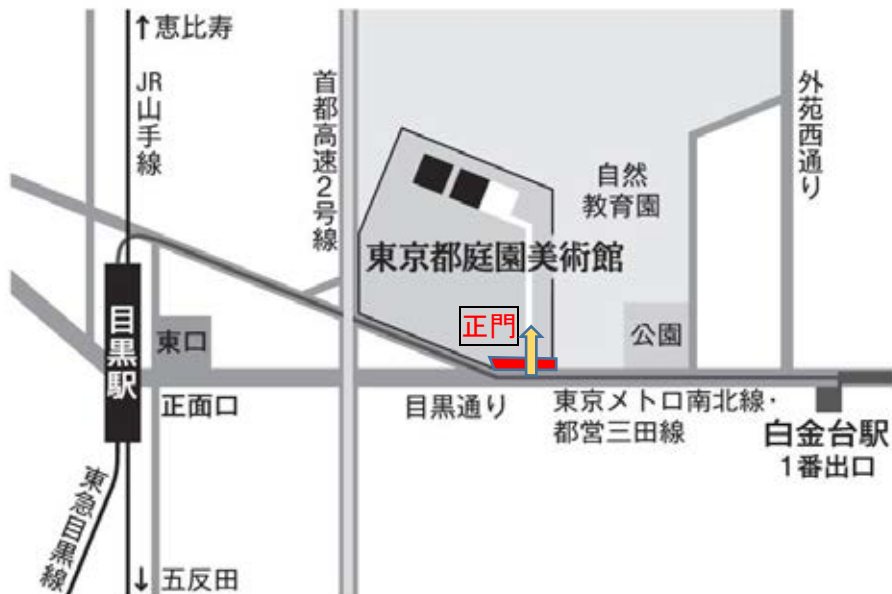 ↑恵比寿
JR山手線
首都高速2号線
外苑西通り
自然
教育園
東京都庭園美術館
正門
公園
目黒駅
東口
正面口
目黒通り
東京メトロ南北線・
都営三田線
白金台駅
1番出口
東急目黒線
↓五反田